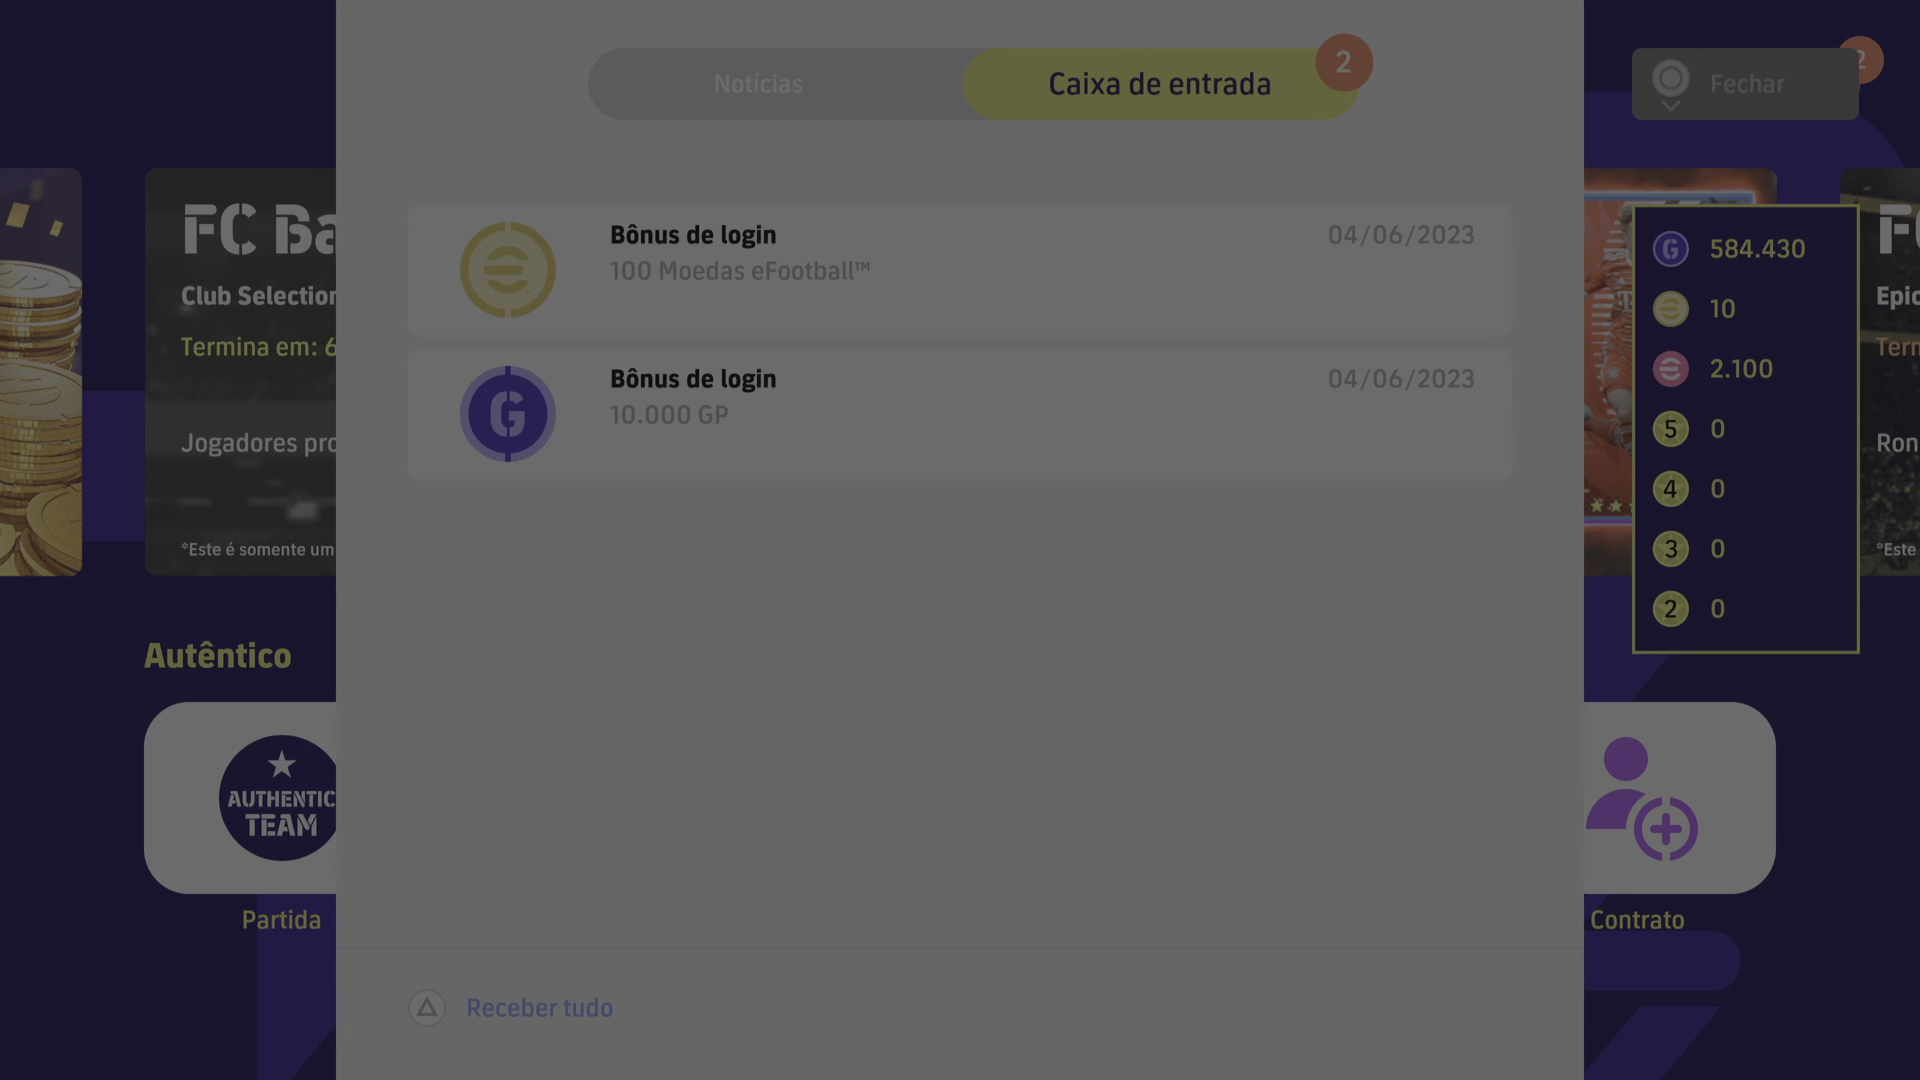 Notícias
Caixa de entrada
2
Fechar
2
FC Ba
Club Selection
Termina em: 6
Jogadores pro
*Este é somente um
Bônus de login
04/06/2023
100 Moedas eFootball™
Bônus de login
04/06/2023
10.000 GP
G 584.430
10
2.100
5 0
4 0
3 0
2 0
Epic
Term
Ron
*Este
Autêntico
AUTHENTIC
TEAM
Partida
Contrato
Receber tudo